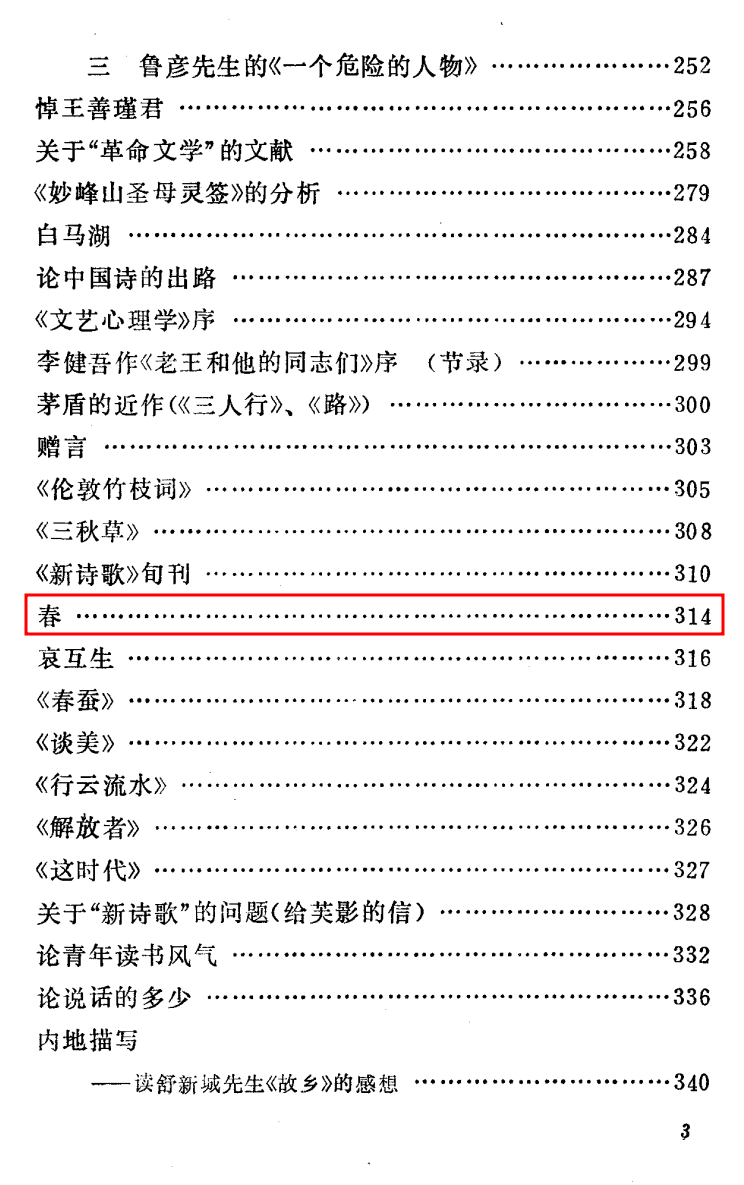 三 鲁彦先生的《一个危险的人物》 …………………252
悼王善瑾君 …………………………………………………256
关于“革命文学”的文献 ……………………………………258
《妙峰山圣母灵签》的分析 …………………………………279
白马湖 ………………………………………………………284
论中国诗的出路 ……………………………………………287
《文艺心理学》序 ……………………………………………294
李健吾作《老王和他的同志们》序 （节录）………………299
茅盾的近作(《三人行》、《路》) ……………………………300
赠言 …………………………………………………………303
《伦敦竹枝词》 ………………………………………………305
《三秋草》 ……………………………………………………308
《新诗歌》旬刊 ………………………………………………310
春 ……………………………………………………………314
哀互生 ………………………………………………………316
《春蚕》 ………………………………………………………318
《谈美》 ………………………………………………………322
《行云流水》 …………………………………………………324
《解放者》 ……………………………………………………326
《这时代》 ……………………………………………………327
关于“新诗歌”的问题(给芙影的信) ………………………328
论青年读书风气 ……………………………………………332
论说话的多少 ………………………………………………336
内地描写
——读舒新城先生《故乡》的感想 …………………………340
3